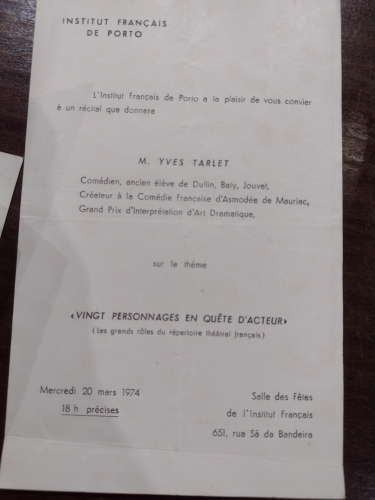 INSTITUT FRANÇAIS
DE PORTO
L'Institut Français de Porto a le plaisir de vous convier
à un récital que donnera
M. YVES TARLET
Comédien, ancien élève de Dullin, Baty, Jouvet,
Créateur à la Comédie Française d'Asmodée de Mauriac,
Grand Prix d'Interprétation d'Art Dramatique,
sur le thème
«VINGT PERSONNAGES EN QUÊTE D'ACTEUR»
(Les grands rôles du répertoire théâtral français)
Mercredi 20 mars 1974
18 h précises
Salle des Fêtes
de l'Institut Français
651, rue Sá da Bandeira